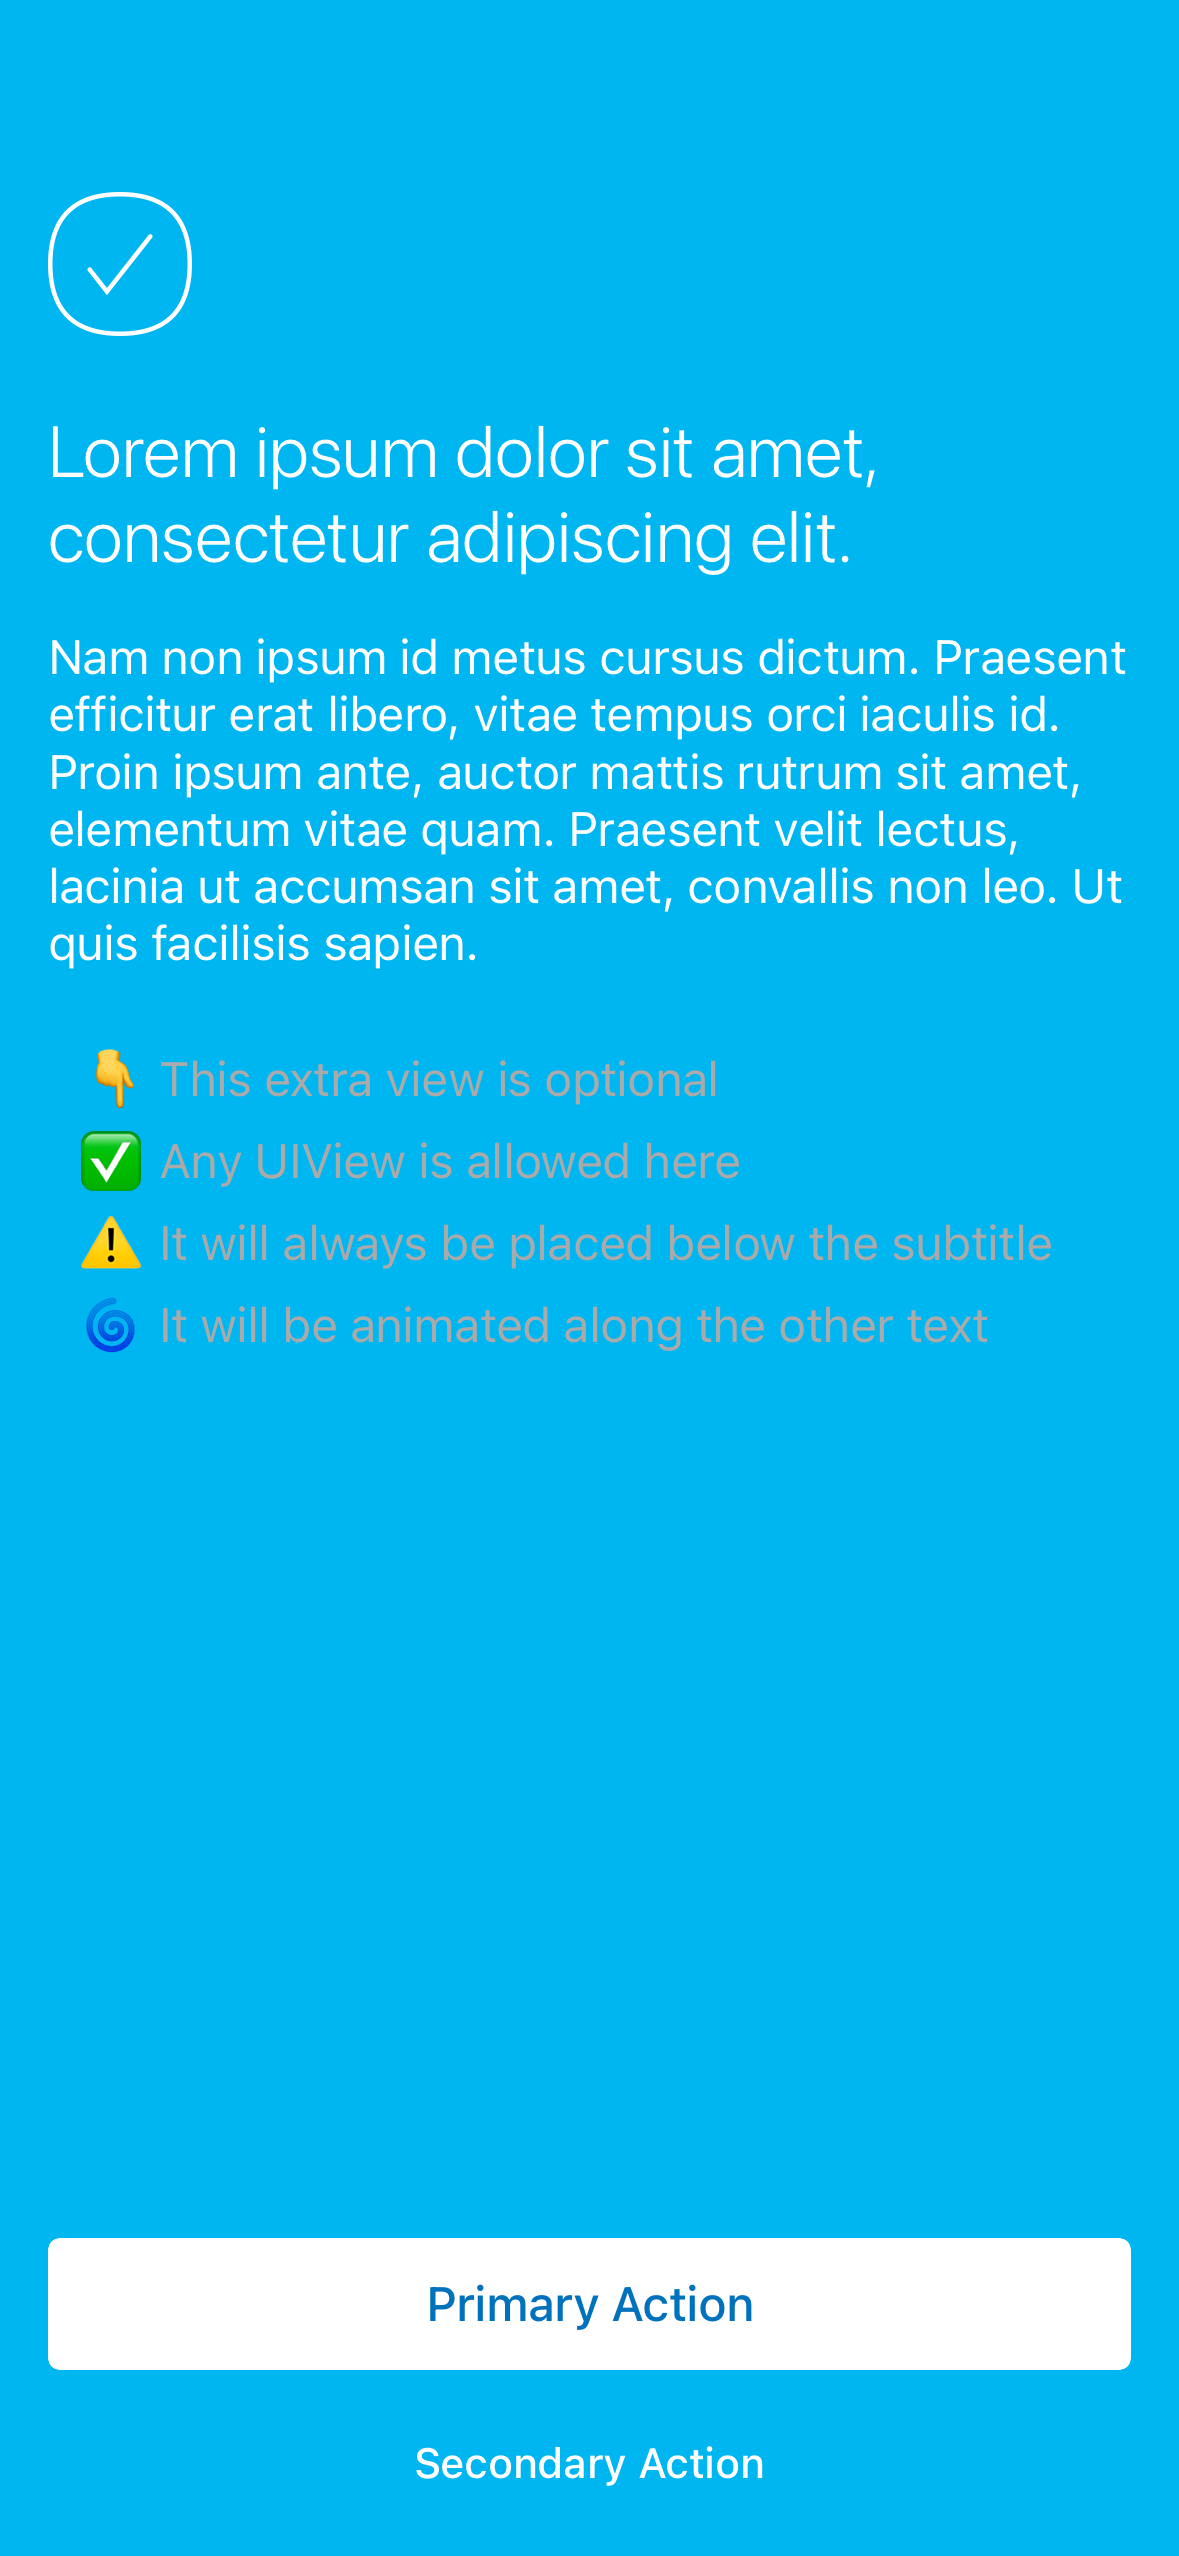 Lorem ipsum dolor sit amet,
consectetur adipiscing elit.
Nam non ipsum id metus cursus dictum. Praesent
efficitur erat libero, vitae tempus orci iaculis id.
Proin ipsum ante, auctor mattis rutrum sit amet,
elementum vitae quam. Praesent velit lectus,
lacinia ut accumsan sit amet, convallis non leo. Ut
quis facilisis sapien.
👇 This extra view is optional
✅ Any UIView is allowed here
⚠️ It will always be placed below the subtitle
🌀 It will be animated along the other text
Primary Action
Secondary Action